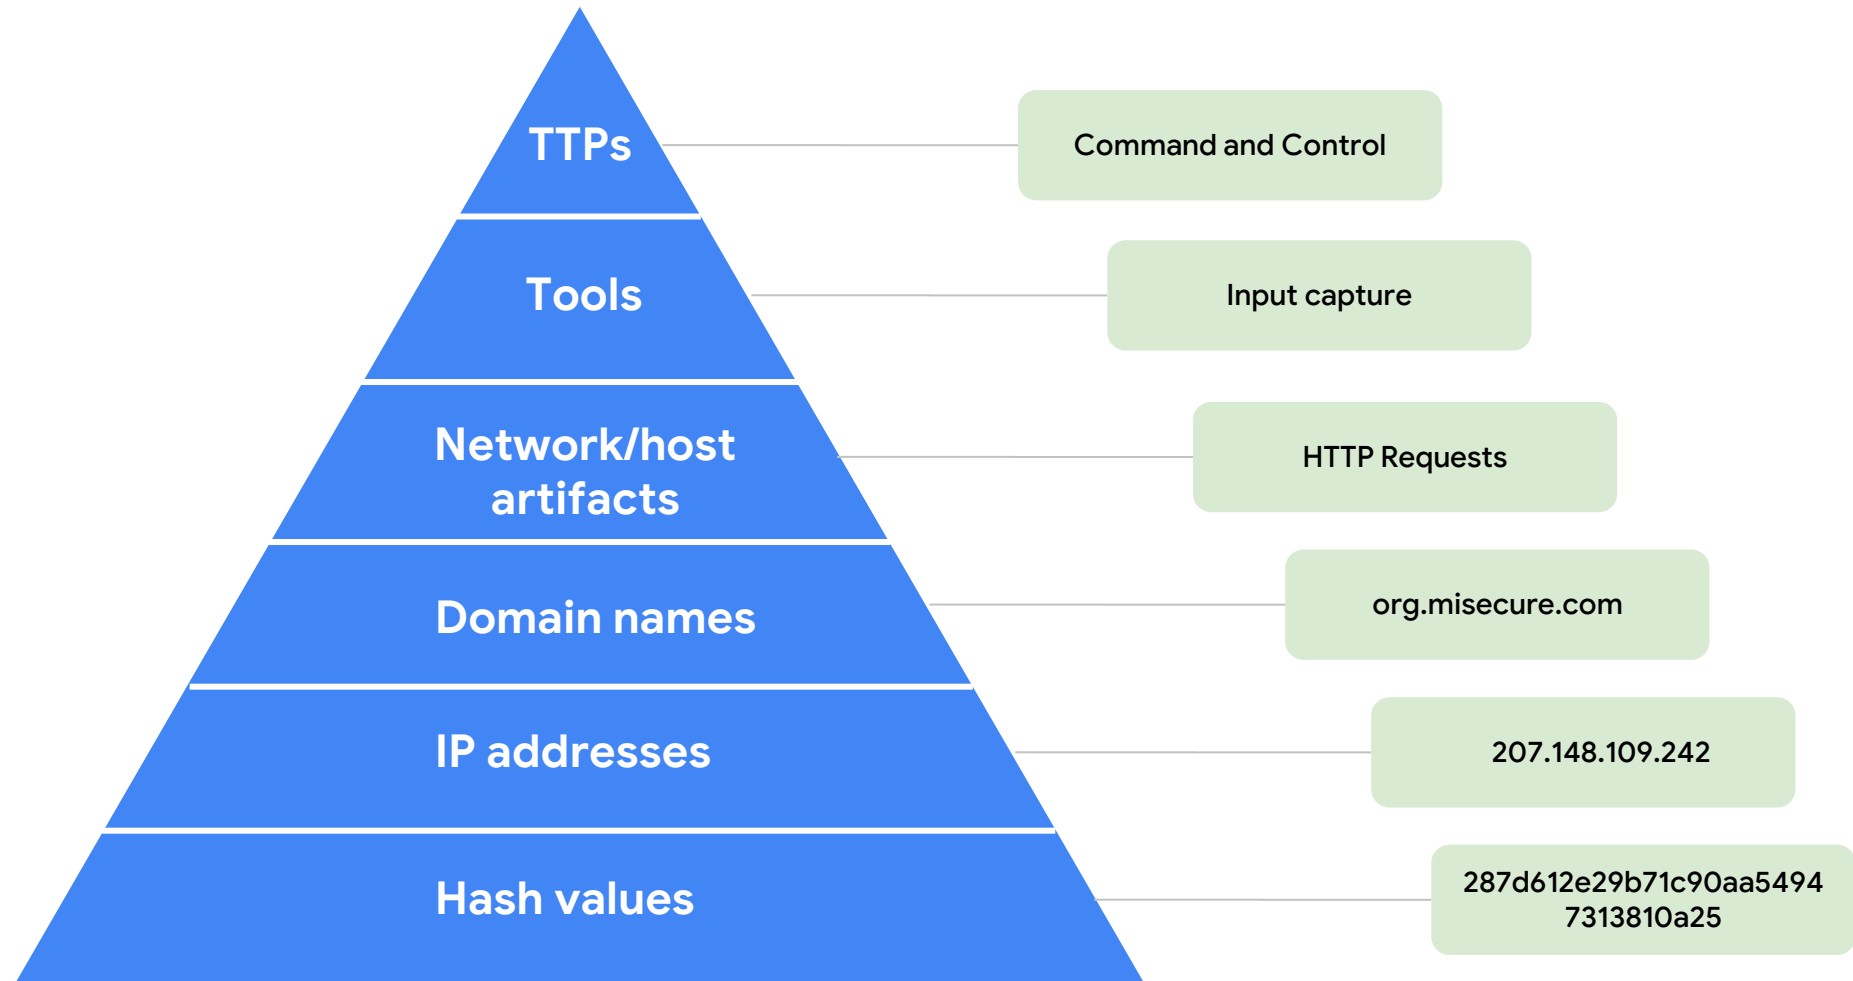 TTPs
Command and Control
Tools
Input capture
Network/host
artifacts
HTTP Requests
Domain names
org.misecure.com
IP addresses
207.148.109.242
Hash values
287d612e29b71c90aa5494
7313810a25